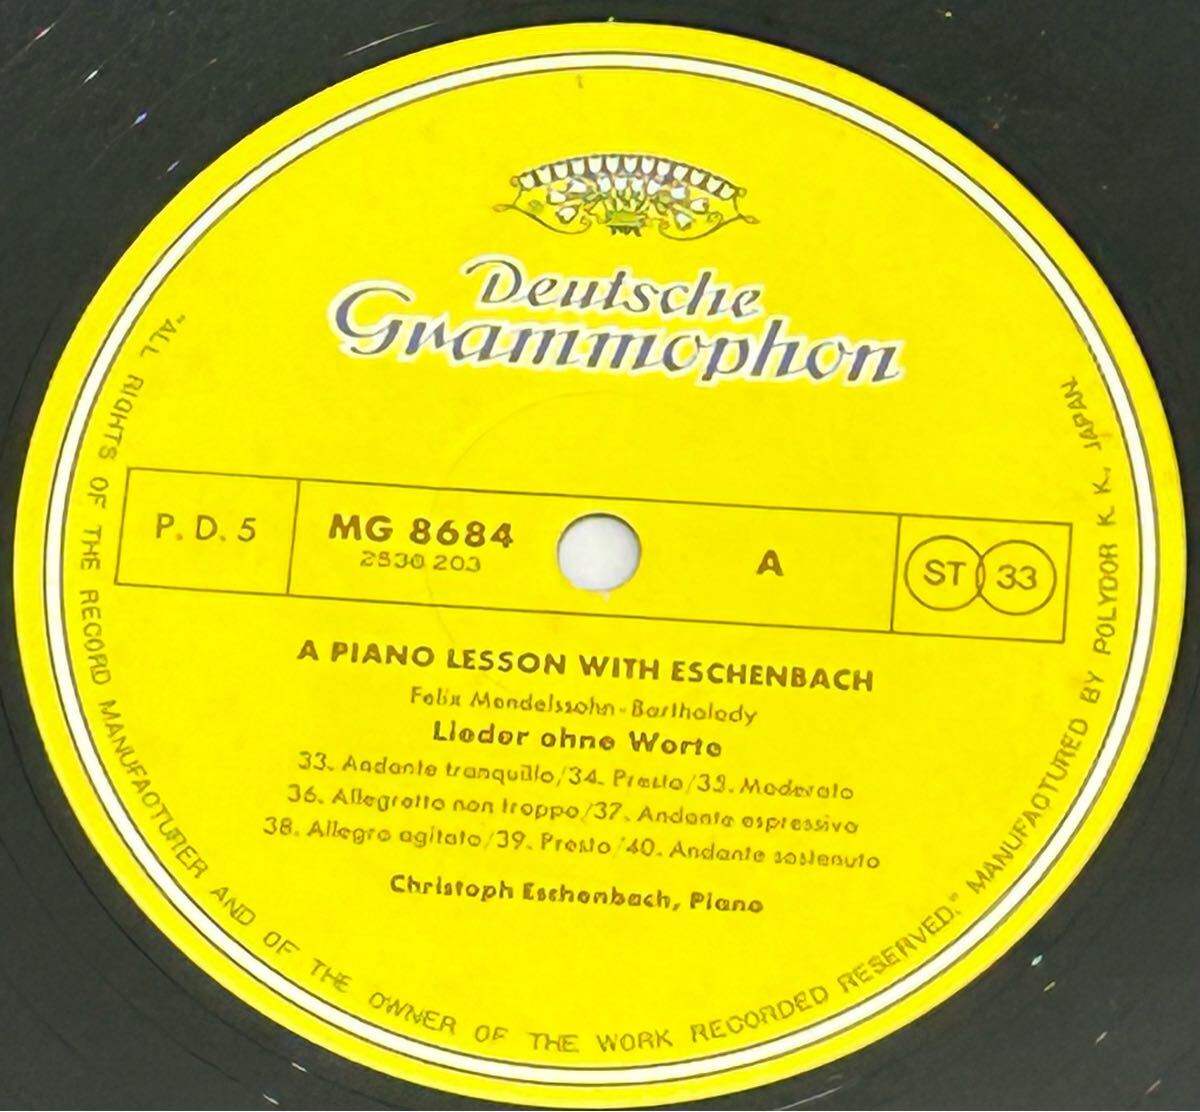 Deutsche
Grammophon
P. D. 5
MG 8684
2530 203
A
ST 33
A PIANO LESSON WITH ESCHENBACH
Felix Mendelssohn-Bartholody
Lieder ohne Worte
33. Andante tranquillo/34. Presto/35. Moderato
36. Allegretto non troppo/37. Andante espressivo
38. Allegro agitato/39. Presto/40. Andante sostenuto
Christoph Eschenbach, Piano
"ALL RIGHTS OF THE RECORD MANUFACTURER AND OF THE OWNER OF THE WORK RECORDED RESERVED." MANUFACTURED BY POLYDOR K. K. JAPAN.